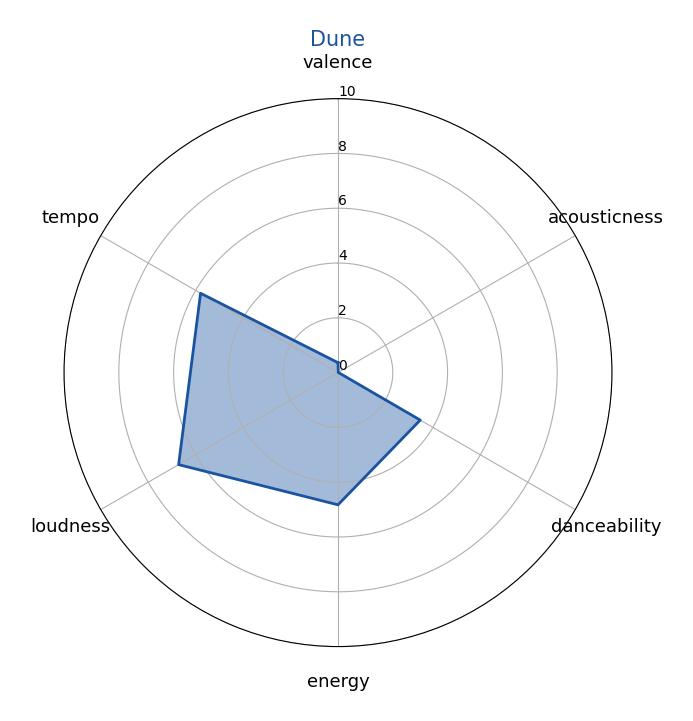 Dune
valence
10
8
tempo
acousticness
6
4
2
0
loudness
danceability
energy